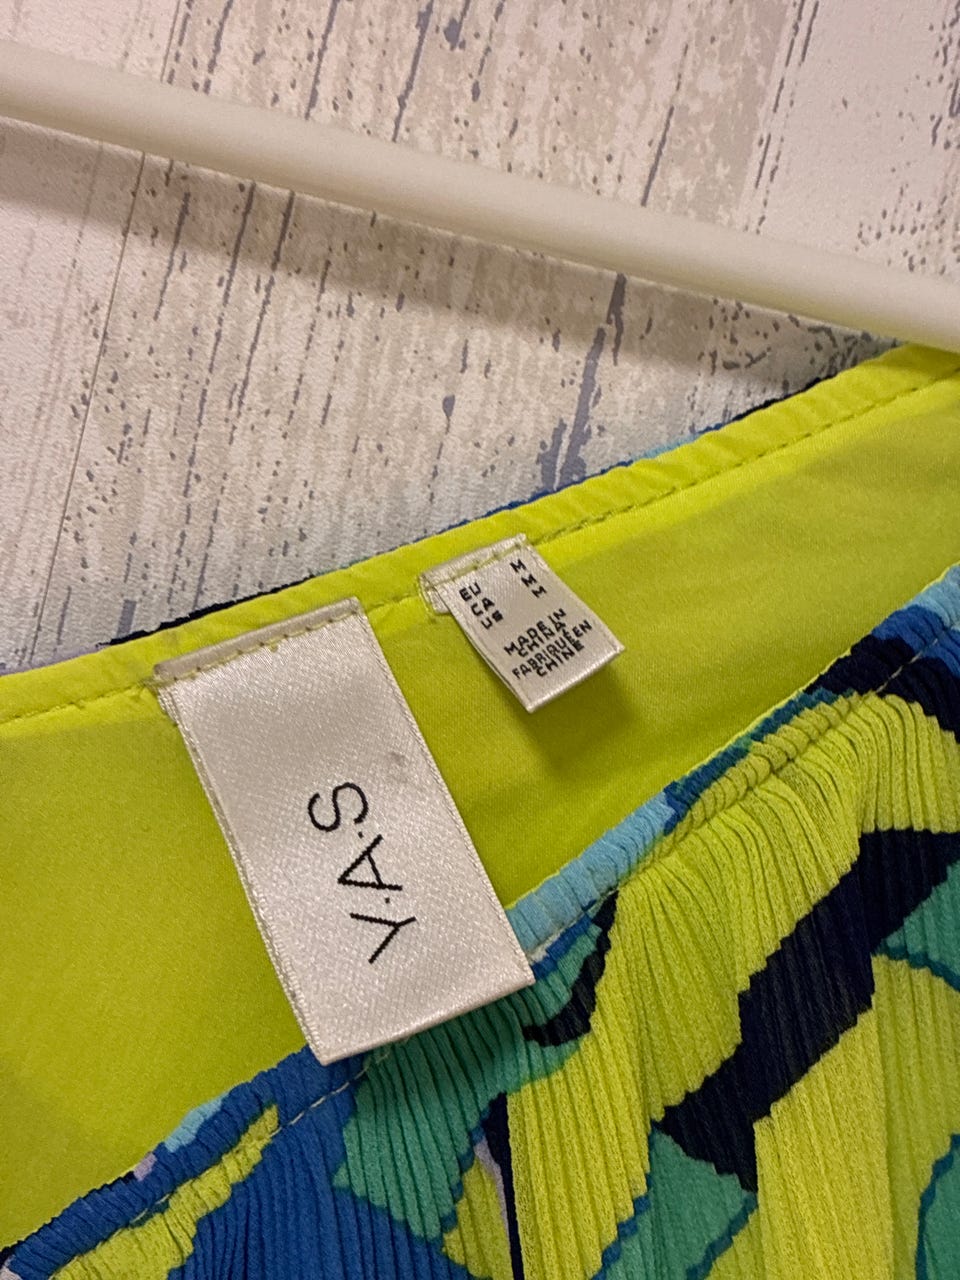 Y.A.S
EU M
CA M
US M
MADE IN
CHINA
FABRIQUÉ EN
CHINE